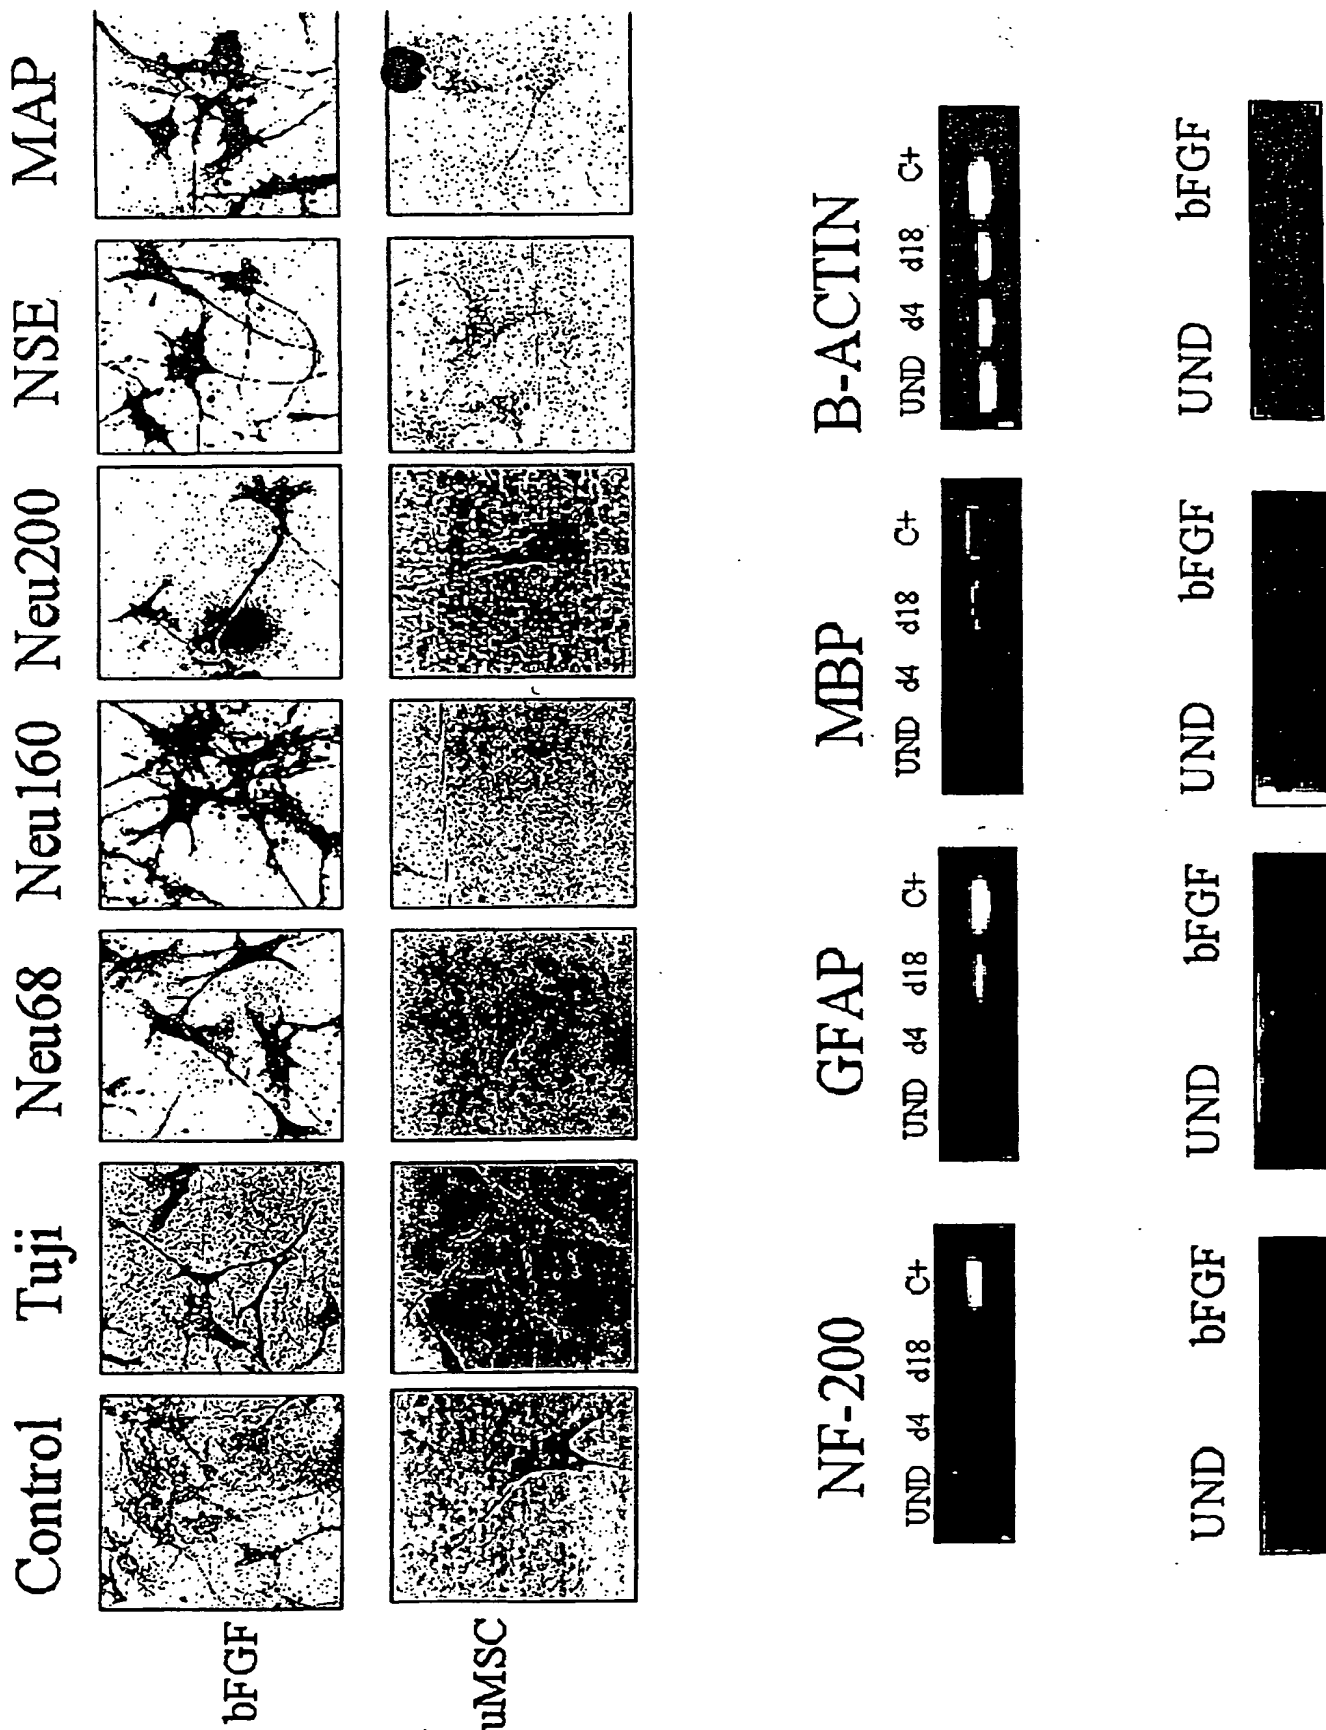 Control Tuji Neu68 Neu160 Neu200 NSE MAP
bFGF
uMSC
NF-200 GFAP MBP B-ACTIN
UND d4 d18 C+ UND d4 d18 C+ UND d4 d18 C+ UND d4 d18 C+
UND bFGF UND bFGF UND bFGF UND bFGF